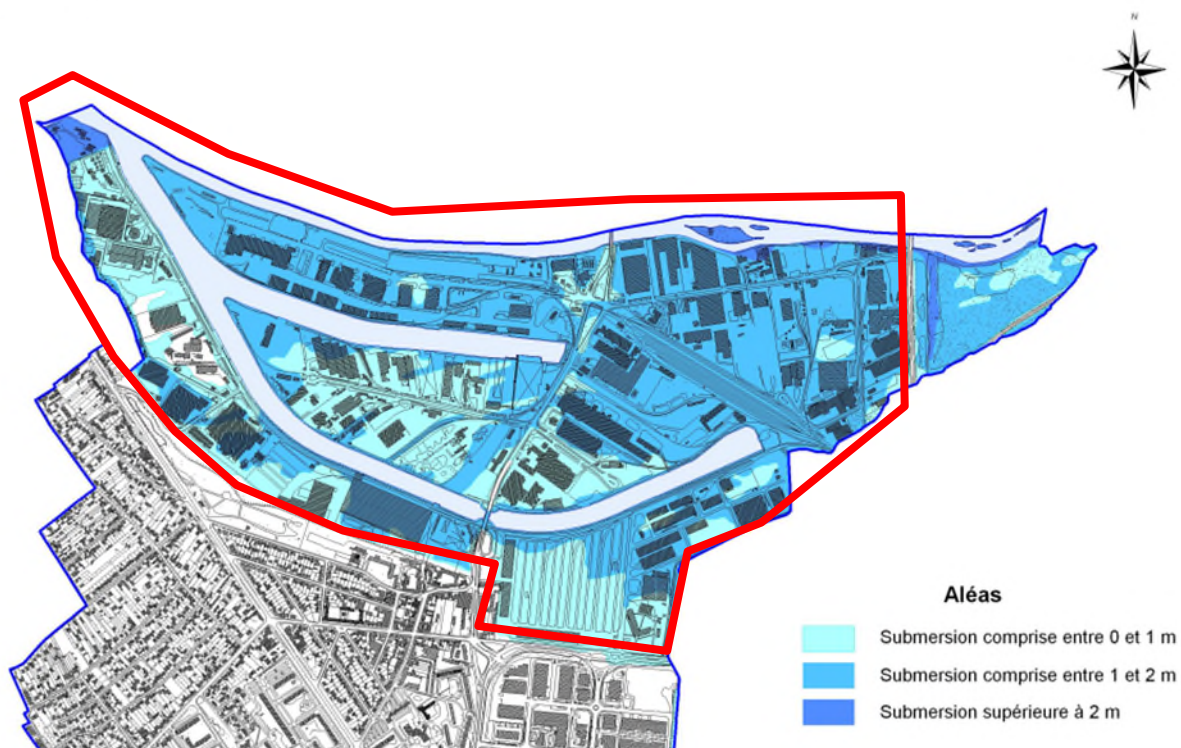 N
Aléas
Submersion comprise entre 0 et 1 m
Submersion comprise entre 1 et 2 m
Submersion supérieure à 2 m